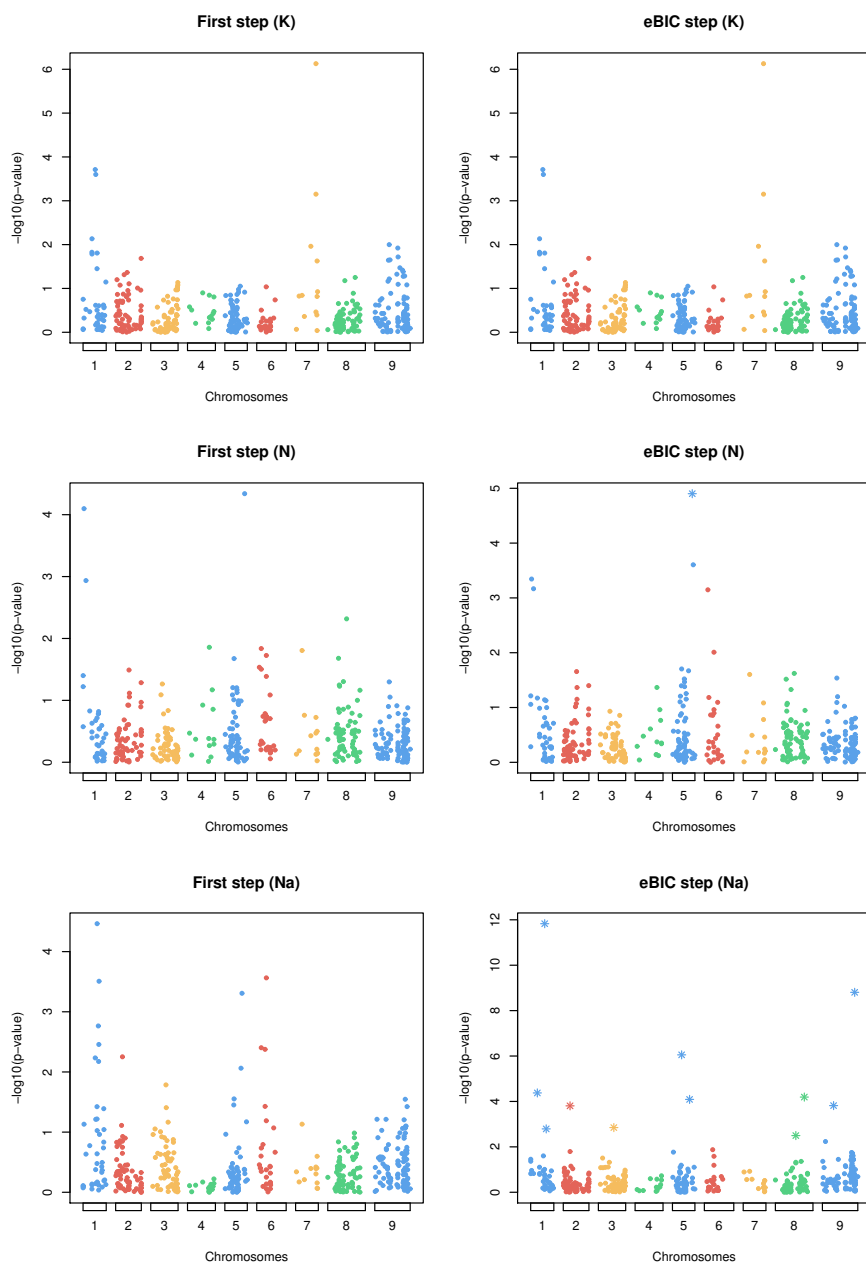 First step (K)
eBIC step (K)
−log10(p−value)
0 1 2 3 4 5 6
1 2 3 4 5 6 7 8 9
Chromosomes
−log10(p−value)
0 1 2 3 4 5 6
1 2 3 4 5 6 7 8 9
Chromosomes
First step (N)
eBIC step (N)
−log10(p−value)
0 1 2 3 4
1 2 3 4 5 6 7 8 9
Chromosomes
−log10(p−value)
0 1 2 3 4 5
1 2 3 4 5 6 7 8 9
Chromosomes
First step (Na)
eBIC step (Na)
−log10(p−value)
0 1 2 3 4
1 2 3 4 5 6 7 8 9
Chromosomes
−log10(p−value)
0 2 4 6 8 10 12
1 2 3 4 5 6 7 8 9
Chromosomes